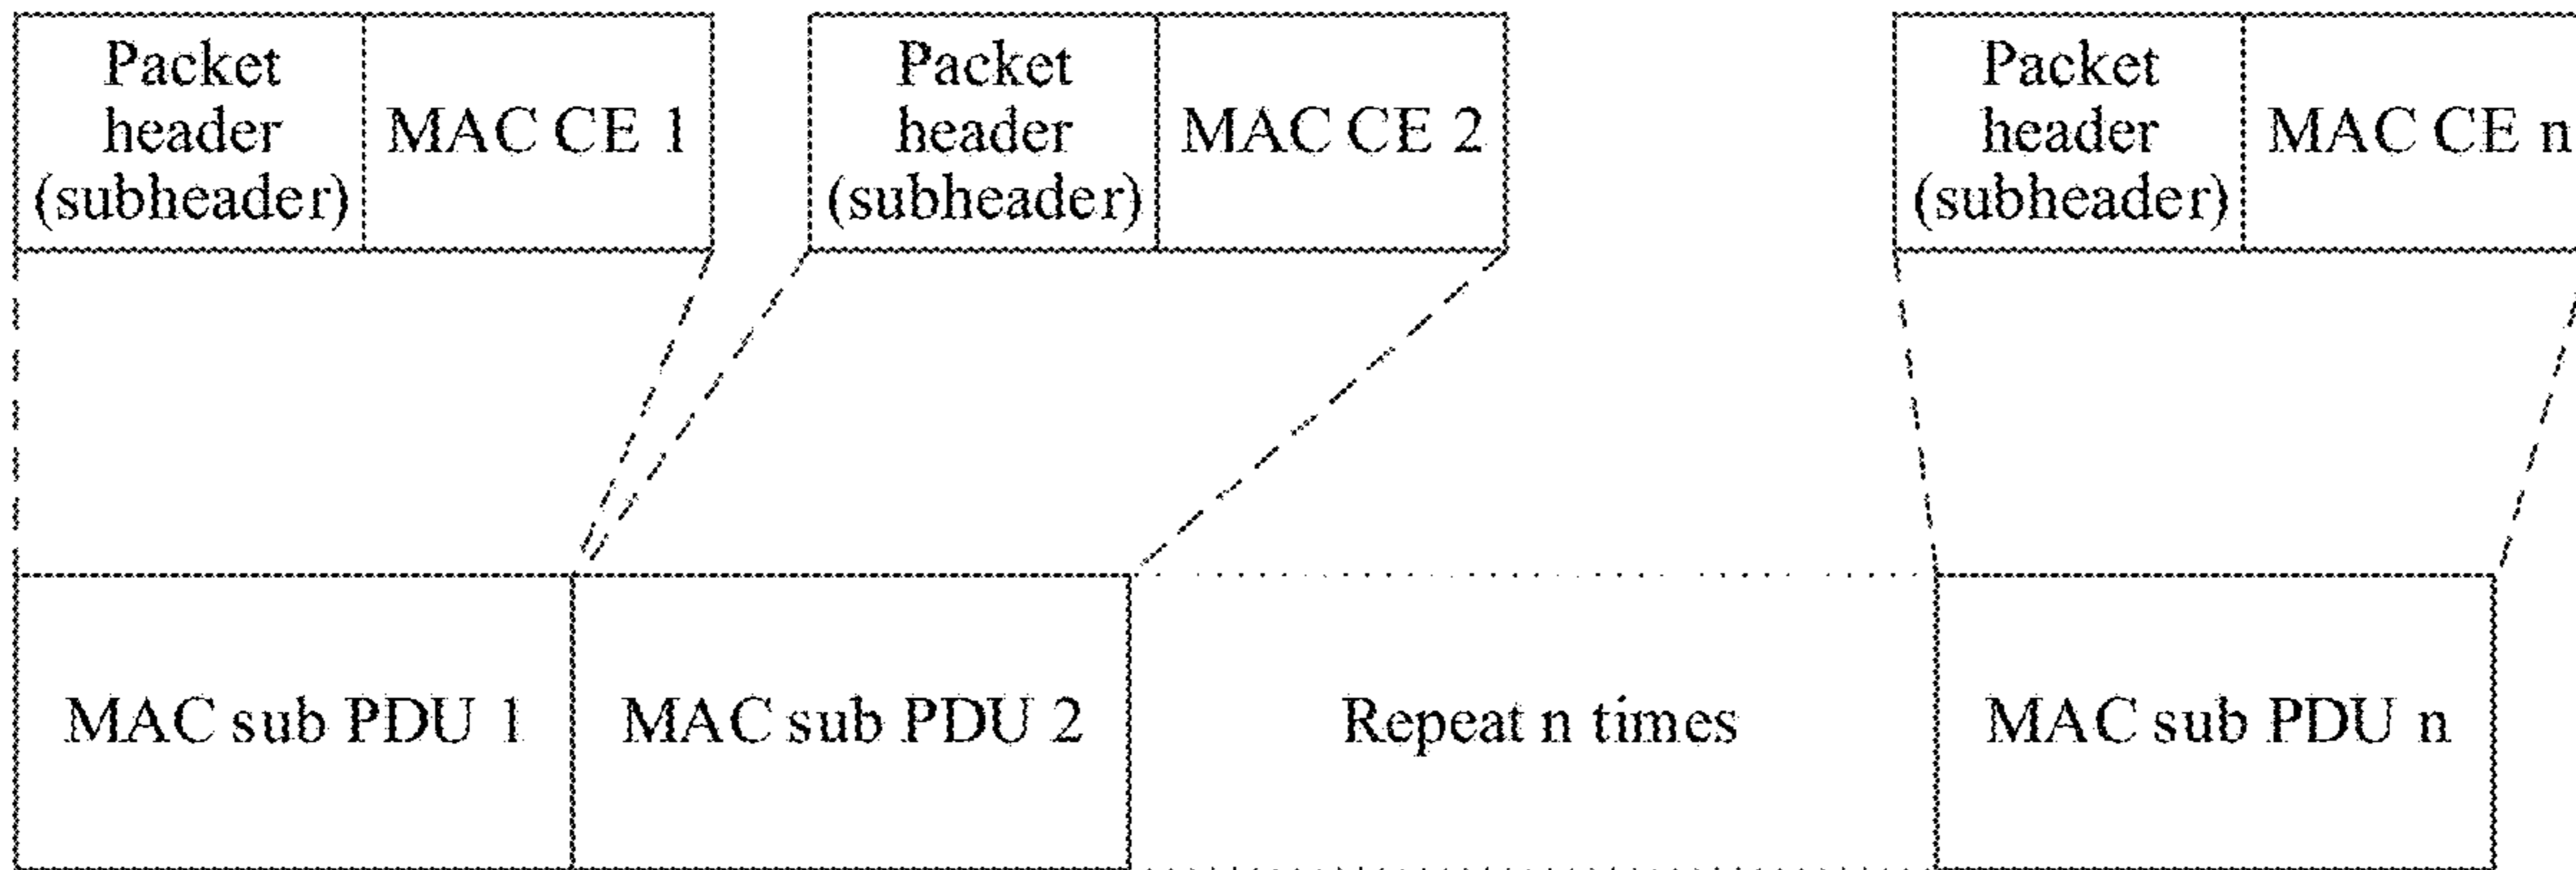 Packet
header
(subheader)
MAC CE 1
Packet
header
(subheader)
MAC CE 2
Packet
header
(subheader)
MAC CE n
MAC sub PDU 1
MAC sub PDU 2
Repeat n times
MAC sub PDU n